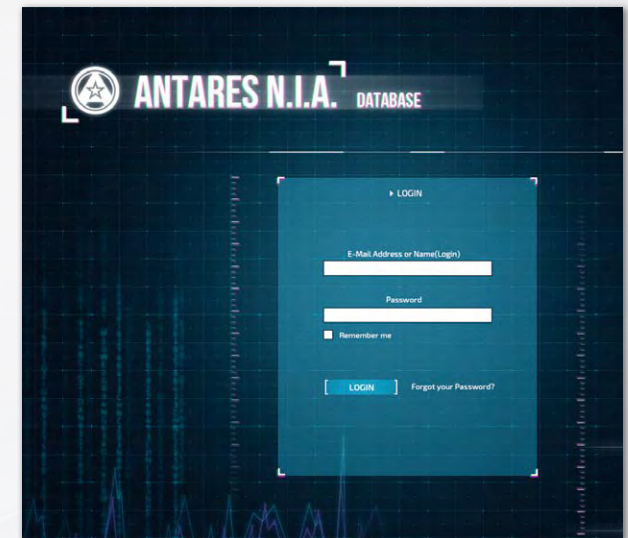 ANTARES N.I.A. DATABASE
LOGIN
E-Mail Address or Name(Login)
Password
Remember me
LOGIN Forgot your Password?